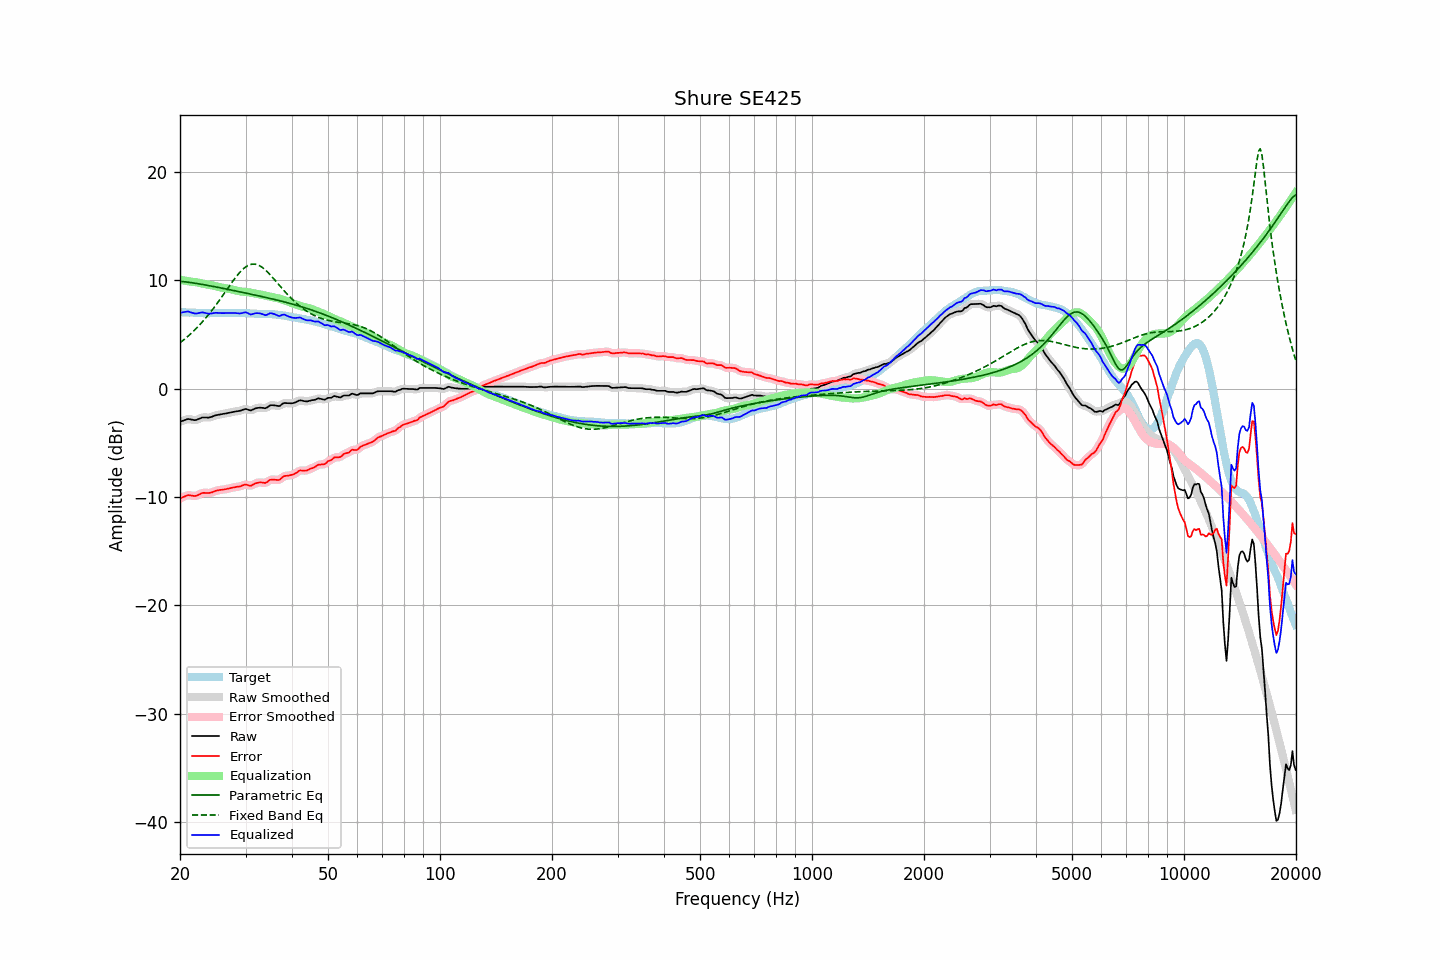 Shure SE425
20
10
0
−10
−20
−30
−40
Amplitude (dBr)
Target
Raw Smoothed
Error Smoothed
Raw
Error
Equalization
Parametric Eq
Fixed Band Eq
Equalized
20 50 100 200 500 1000 2000 5000 10000 20000
Frequency (Hz)